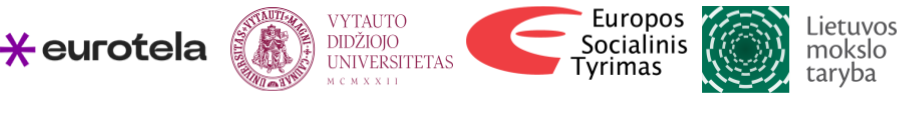 eurotela
VYTAUTO
DIDŽIOJO
UNIVERSITETAS
MCMXXII
Europos
Socialinis
Tyrimas
Lietuvos
mokslo
taryba